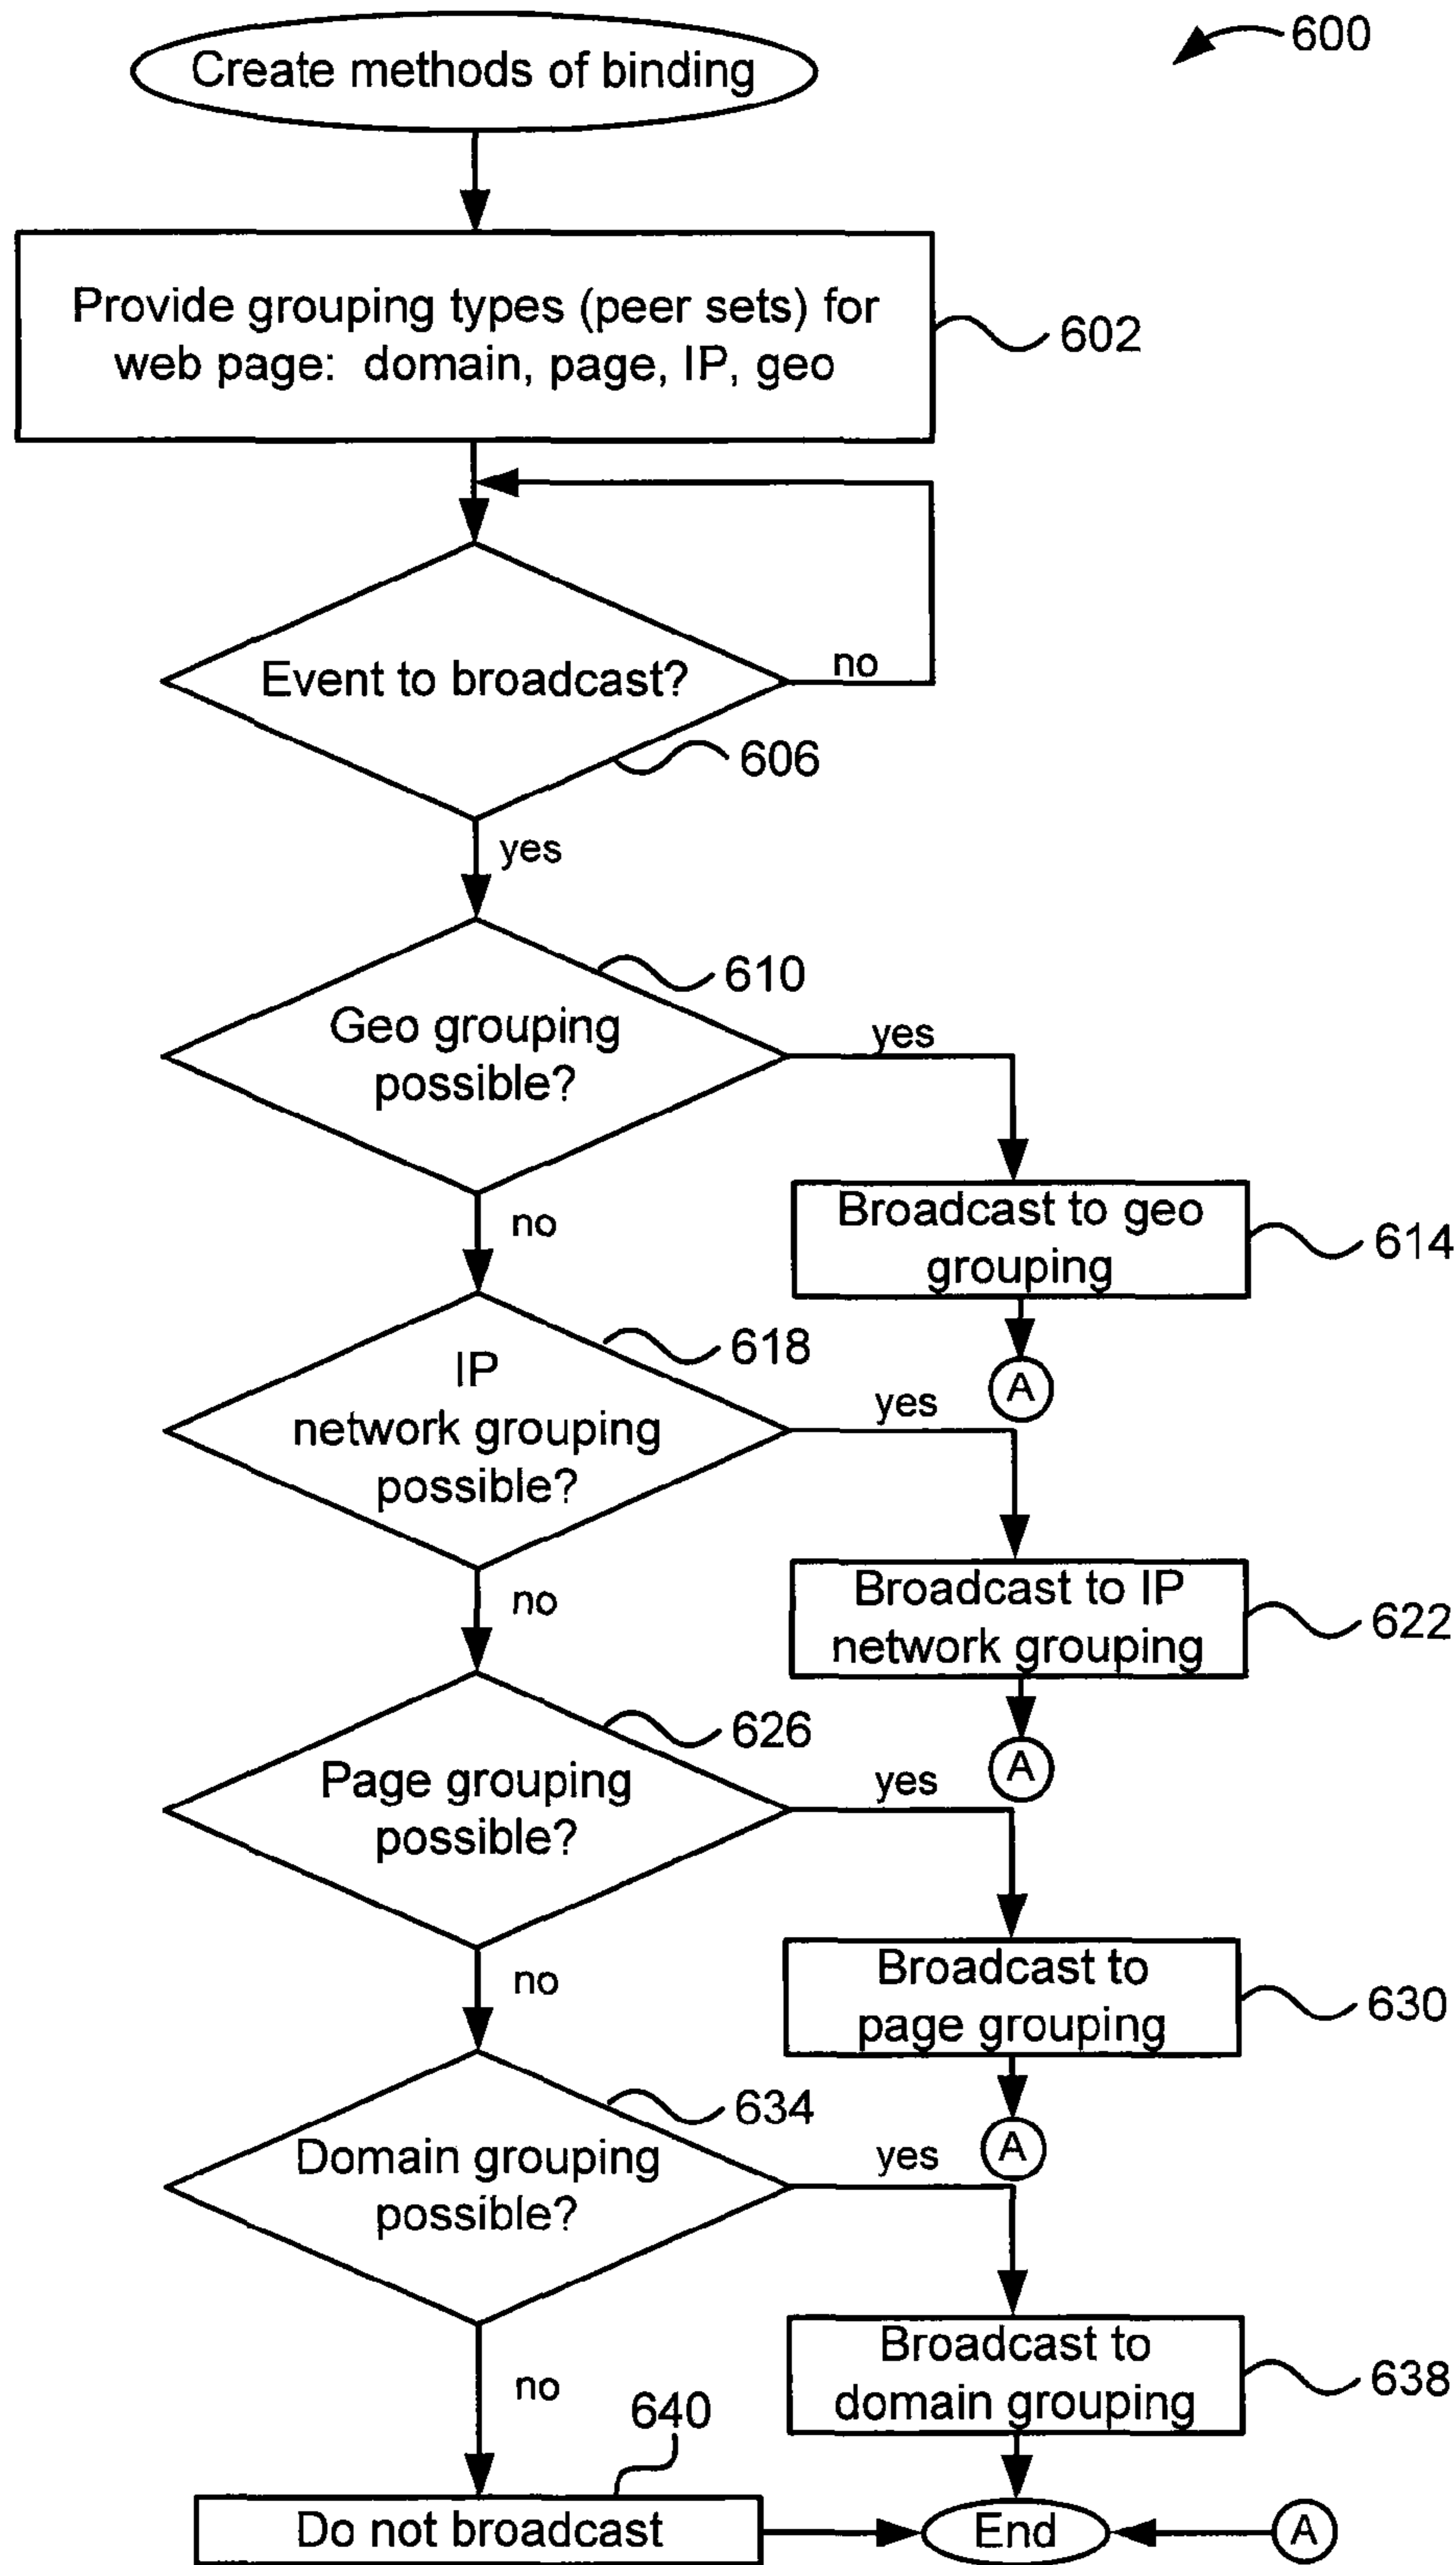 600
Create methods of binding
Provide grouping types (peer sets) for
web page: domain, page, IP, geo
602
Event to broadcast?
no
606
yes
610
Geo grouping
possible?
yes
no
Broadcast to geo
grouping
614
A
618
IP
network grouping
possible?
yes
no
Broadcast to IP
network grouping
622
A
626
Page grouping
possible?
yes
no
Broadcast to
page grouping
630
A
634
Domain grouping
possible?
yes
no
Broadcast to
domain grouping
638
640
Do not broadcast
End
A